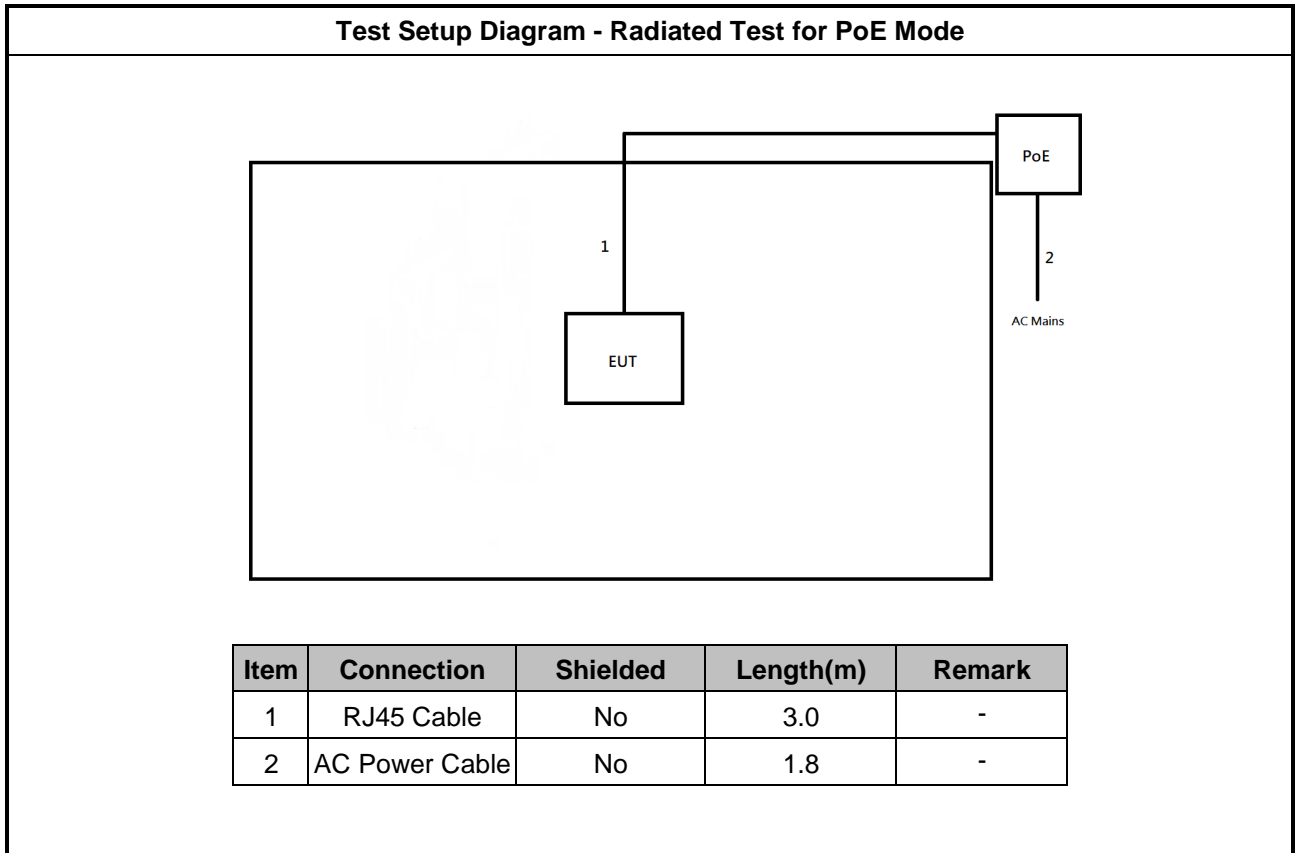 Test Setup Diagram - Radiated Test for PoE Mode
PoE
1
2
AC Mains
EUT
Item Connection Shielded Length(m) Remark
1 RJ45 Cable No 3.0 -
2 AC Power Cable No 1.8 -